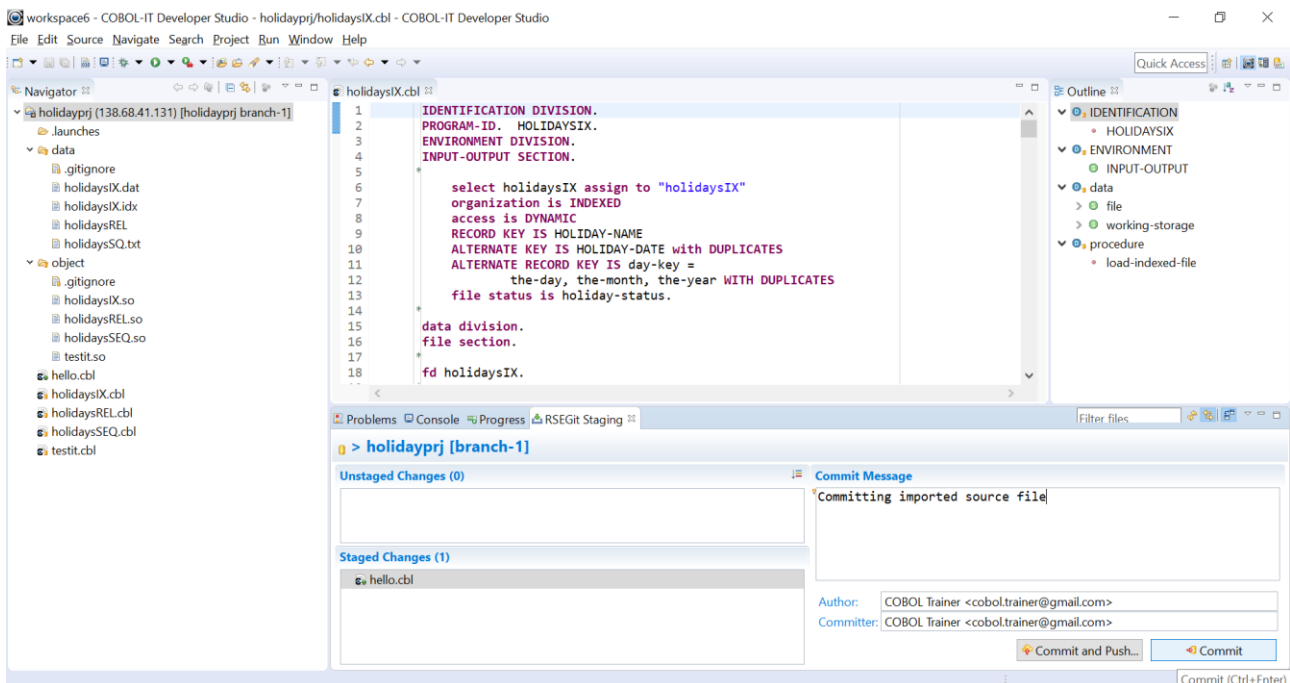 workspace6 - COBOL-IT Developer Studio - holidayprj/holidaysIX.cbl - COBOL-IT Developer Studio
File Edit Source Navigate Search Project Run Window Help
Quick Access
Navigator
holidayprj (138.68.41.131) [holidayprj branch-1]
.launches
data
.gitignore
holidaysIX.dat
holidaysIX.idx
holidaysREL
holidaysSQ.txt
object
.gitignore
holidaysIX.so
holidaysREL.so
holidaysSEQ.so
testit.so
hello.cbl
holidaysIX.cbl
holidaysREL.cbl
holidaysSEQ.cbl
testit.cbl
holidaysIX.cbl
1 IDENTIFICATION DIVISION.
2 PROGRAM-ID. HOLIDAYSIX.
3 ENVIRONMENT DIVISION.
4 INPUT-OUTPUT SECTION.
5 *
6 select holidaysIX assign to "holidaysIX"
7 organization is INDEXED
8 access is DYNAMIC
9 RECORD KEY IS HOLIDAY-NAME
10 ALTERNATE KEY IS HOLIDAY-DATE with DUPLICATES
11 ALTERNATE RECORD KEY IS day-key =
12 the-day, the-month, the-year WITH DUPLICATES
13 file status is holiday-status.
14 *
15 data division.
16 file section.
17 *
18 fd holidaysIX.
Outline
IDENTIFICATION
HOLIDAYSIX
ENVIRONMENT
INPUT-OUTPUT
data
file
working-storage
procedure
load-indexed-file
Problems Console Progress RSEGit Staging
Filter files
> holidayprj [branch-1]
Unstaged Changes (0)
Staged Changes (1)
hello.cbl
Commit Message
Committing imported source file
Author: COBOL Trainer <cobol.trainer@gmail.com>
Committer: COBOL Trainer <cobol.trainer@gmail.com>
Commit and Push... Commit
Commit (Ctrl+Enter)